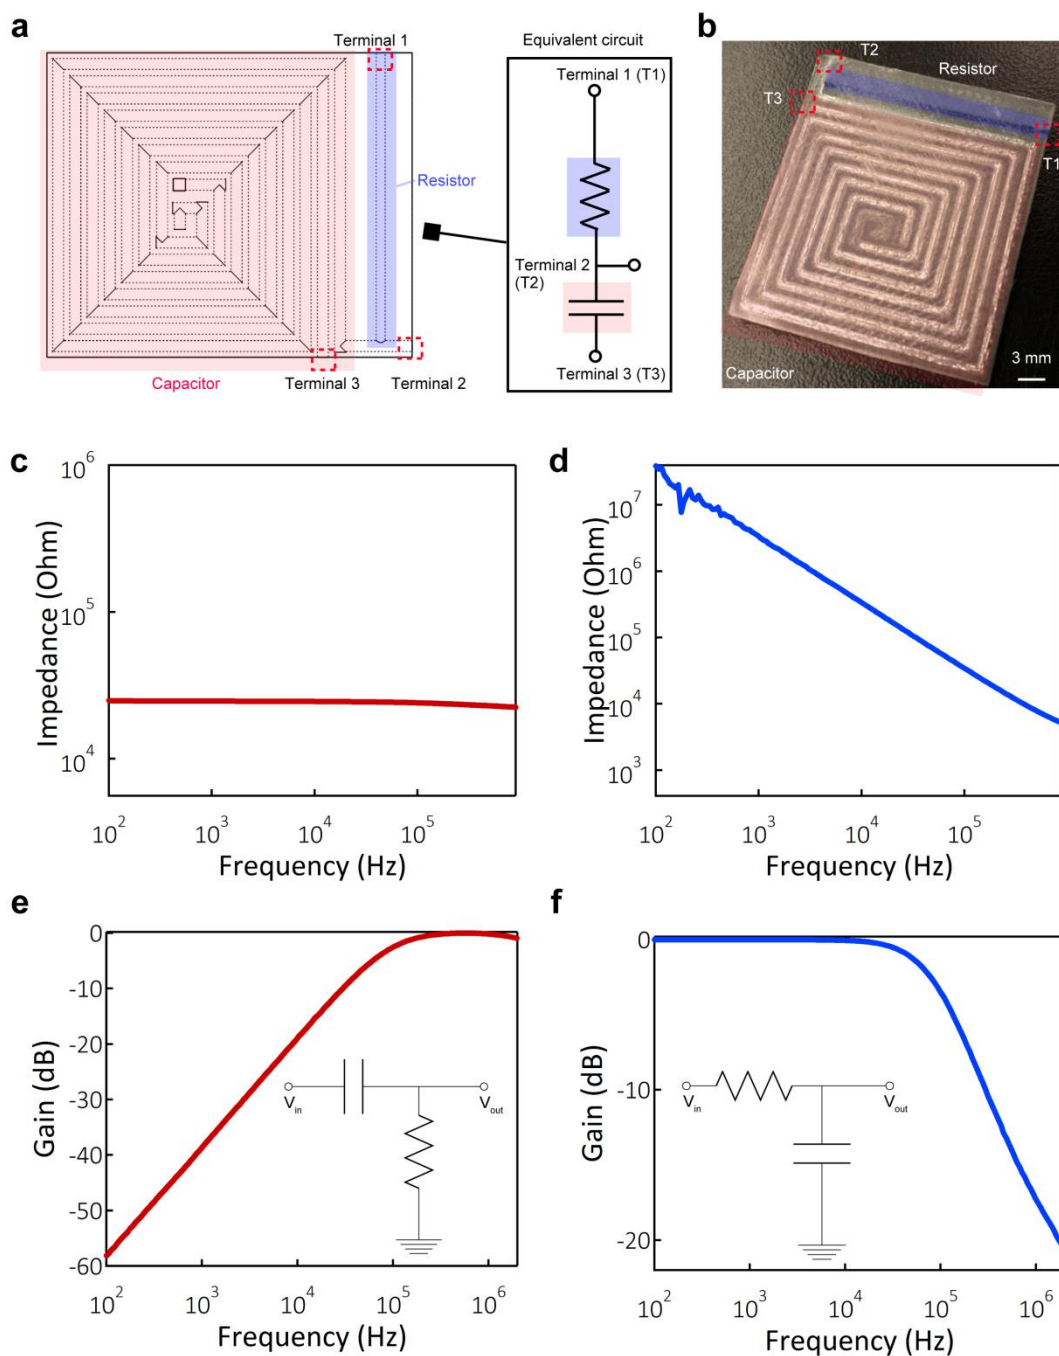 a
Terminal 1
Resistor
Capacitor
Terminal 3
Terminal 2
Equivalent circuit
Terminal 1 (T1)
Terminal 2
(T2)
Terminal 3 (T3)
b
T2
Resistor
T3
T1
3 mm
Capacitor
c
Impedance (Ohm)
10^6
10^5
10^4
10^2 10^3 10^4 10^5
Frequency (Hz)
d
Impedance (Ohm)
10^7
10^6
10^5
10^4
10^3
10^2 10^3 10^4 10^5
Frequency (Hz)
e
Gain (dB)
0
-10
-20
-30
-40
-50
-60
V_in
V_out
10^2 10^3 10^4 10^5 10^6
Frequency (Hz)
f
Gain (dB)
0
-10
-20
V_in
V_out
10^2 10^3 10^4 10^5 10^6
Frequency (Hz)